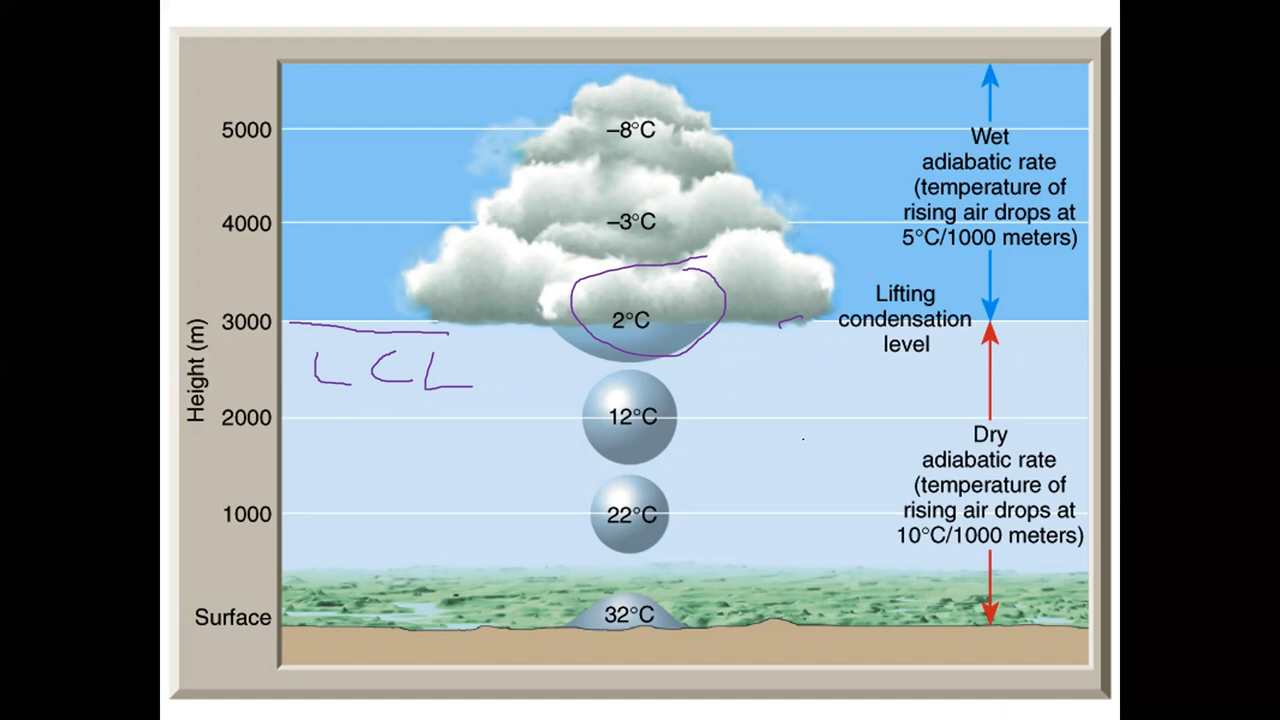 5000
–8°C
Wet
adiabatic rate
(temperature of
rising air drops at
5°C/1000 meters)
4000
–3°C
Lifting
condensation
level
3000
2°C
LCL
Height (m)
2000
12°C
Dry
adiabatic rate
(temperature of
rising air drops at
10°C/1000 meters)
1000
22°C
Surface
32°C